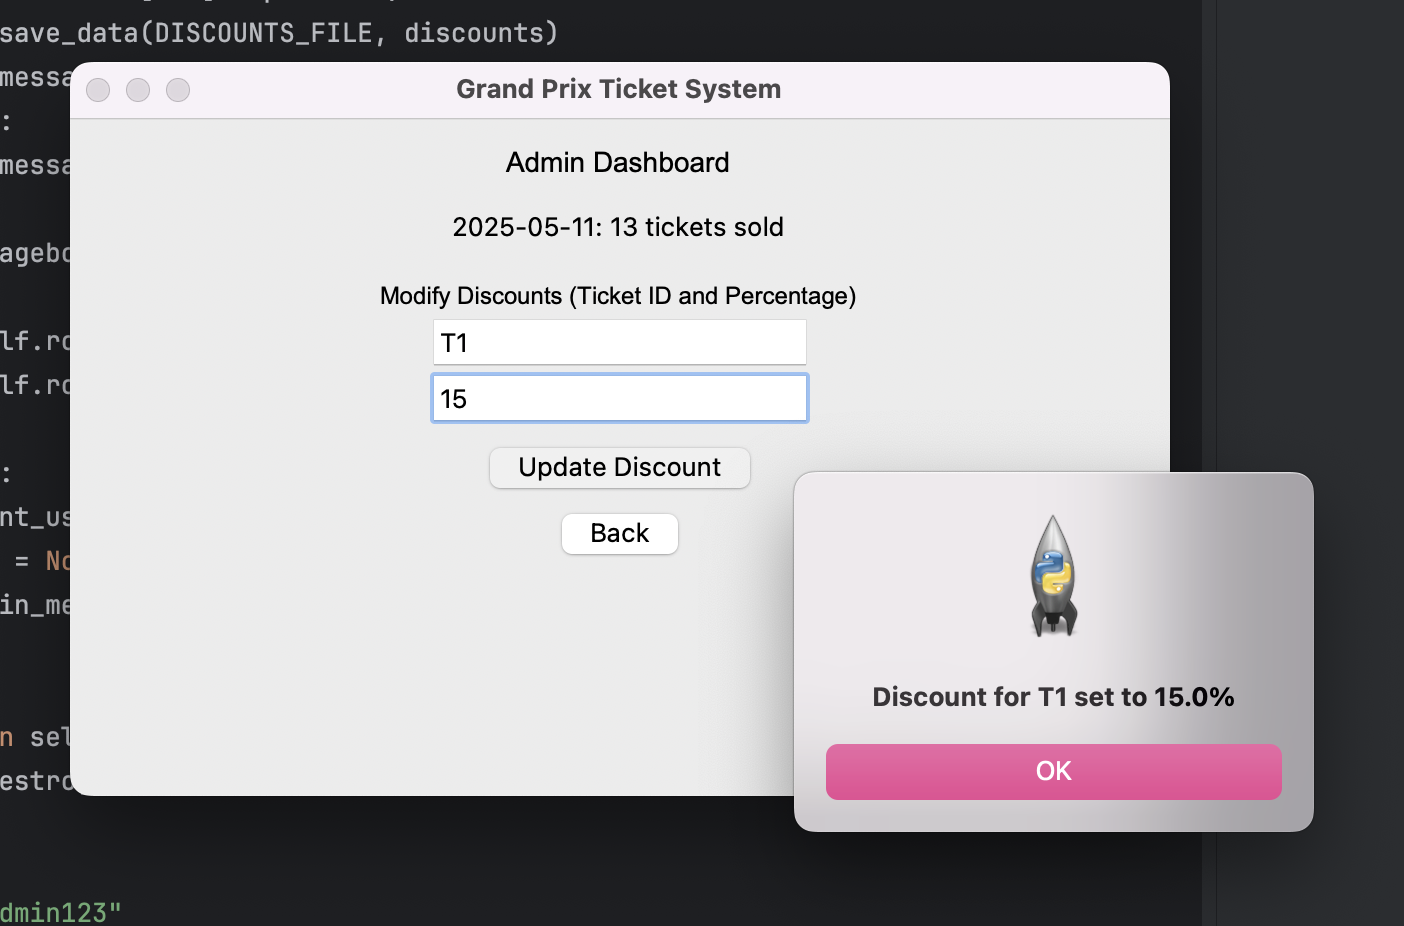 save_data(DISCOUNTS_FILE, discounts)
Grand Prix Ticket System
:
Admin Dashboard
2025-05-11: 13 tickets sold
Modify Discounts (Ticket ID and Percentage)
T1
15
Update Discount
Back
Discount for T1 set to 15.0%
OK
messa
messa
agebo
lf.ro
lf.ro
:
nt_us
= No
in_me
n sel
estro
dmin123"